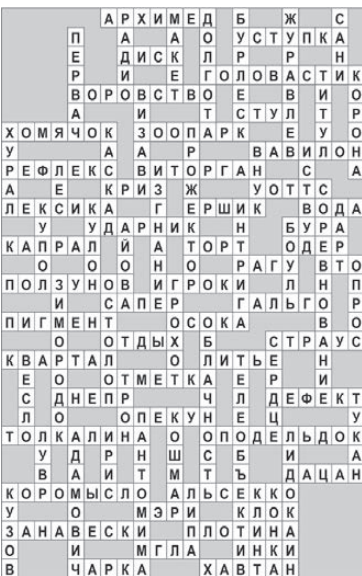 АРХИМЕД Б Ж С
П А А О УСТУПКА
Е ДИСК Л Р Р Н
Р И Е ГОЛОВАСТИК
ВОРОВСТВО Е В И О
А И Т СТУЛ Т Р
ХОМЯЧОК ЗООПАРК Е У О
У А А Р ВАВИЛОН
РЕФЛЕКС ВИТОРГАН С А
А Е КРИЗ Ж УОТТС
ЛЕКСИКА Г ЕРШИК ВОДА
У УДАРНИК Н БУРА
КАПРАЛ Й А ТОРТ ОДЕР
О О О Н О РАГУ ВТО
ПОЛЗУНОВ ИГРОКИ Л Н П
И САПЕР ГАЛЬГО Р
ПИГМЕНТ ОСОКА В О
О ОТДЫХ Б СТРАУС
КВАРТАЛ О ЛИТЬЕ Н
Е О ОТМЕТКА Е Р И
С ДНЕПР Ч Л ДЕФЕКТ
Л О ОПЕКУН Е Ц У
ТОЛКАЛИНА О ОПОДЕЛЬДОК
У Д Р Н Ш С Б И А
В А И Т М Т Ъ ДАЦАН
КОРОМЫСЛО АЛЬСЕККО
У О МЭРИ КЛОК
ЗАНАВЕСКИ ПЛОТИНА
О И МГЛА ИНКИ
В ЧАРКА ХАВТАН